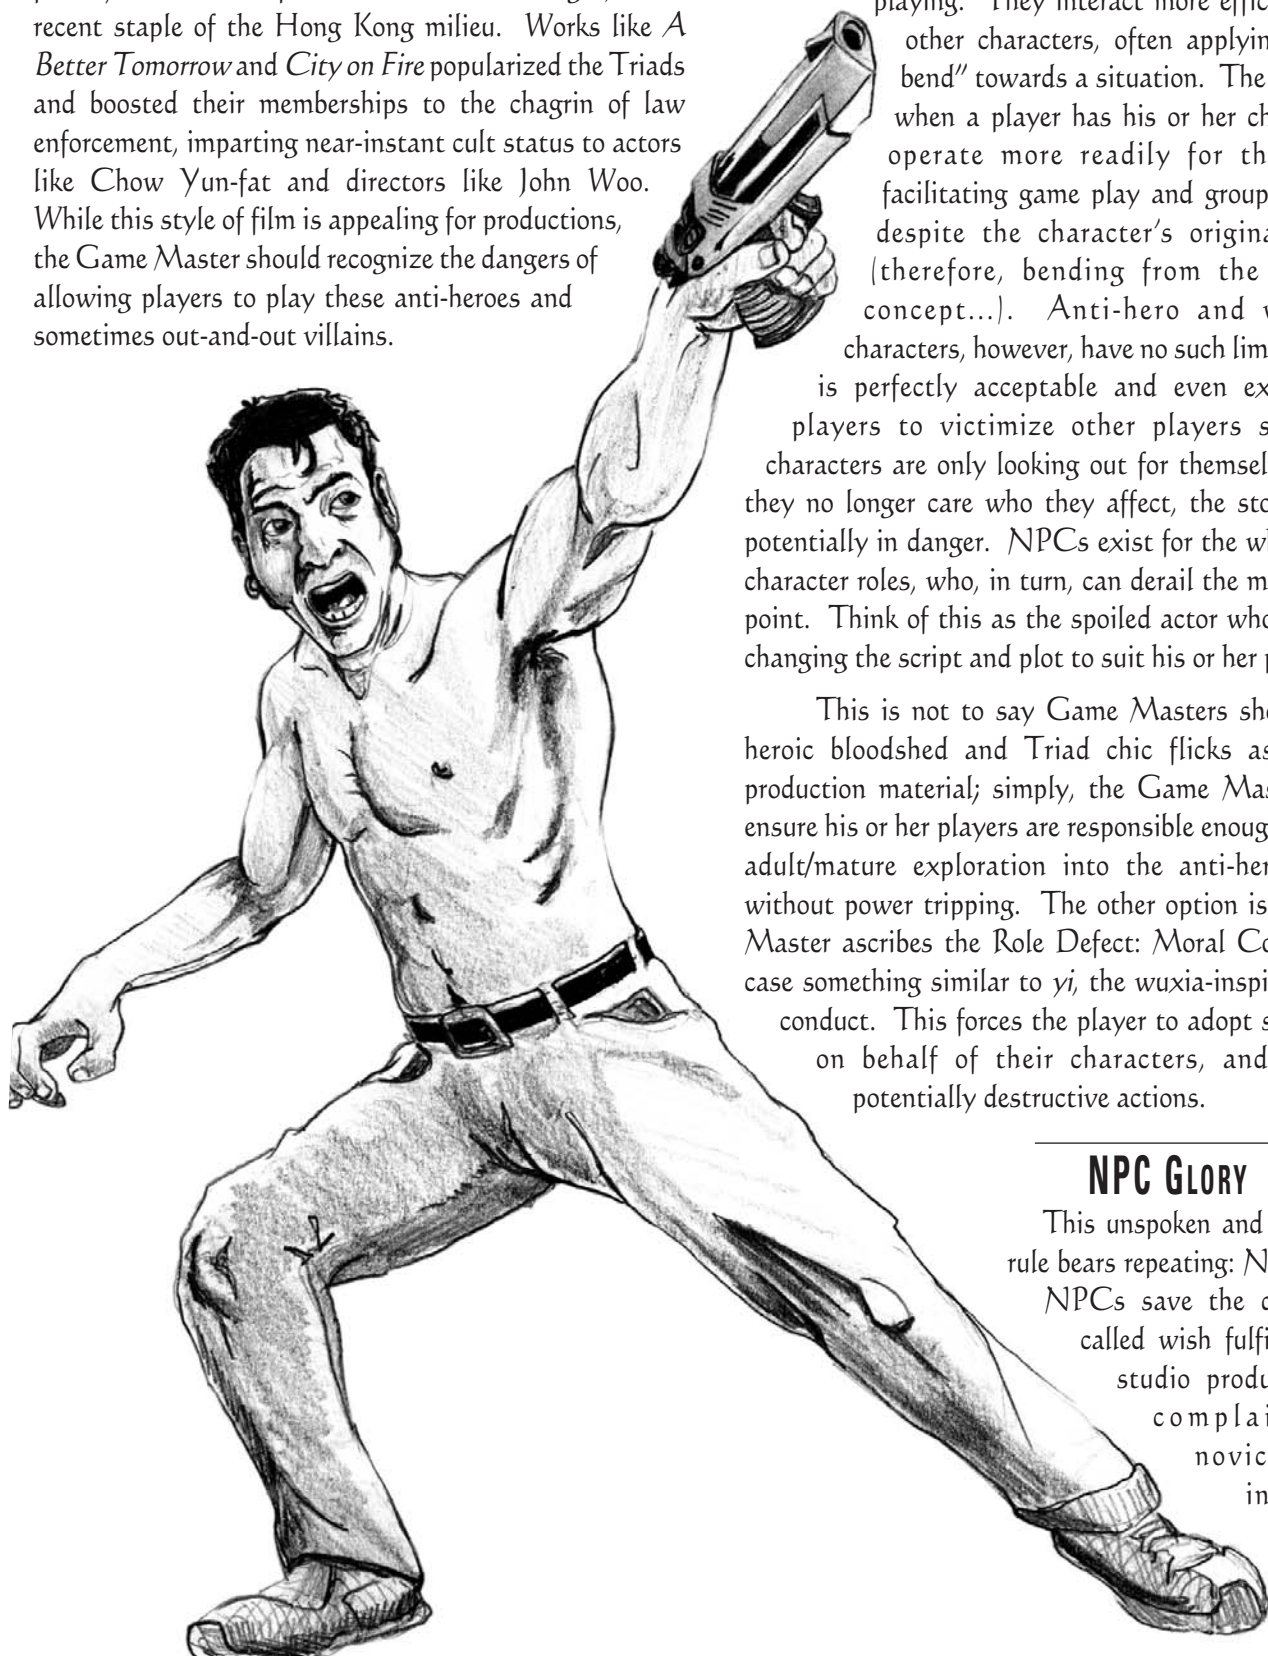 recent staple of the Hong Kong milieu. Works like A
Better Tomorrow and City on Fire popularized the Triads
and boosted their memberships to the chagrin of law
enforcement, imparting near-instant cult status to actors
like Chow Yun-fat and directors like John Woo.
While this style of film is appealing for productions,
the Game Master should recognize the dangers of
allowing players to play these anti-heroes and
sometimes out-and-out villains.
playing. They interact more effic
other characters, often applyin
bend" towards a situation. The
when a player has his or her ch
operate more readily for th
facilitating game play and group
despite the character's origina
(therefore, bending from the
concept...). Anti-hero and v
characters, however, have no such lim
is perfectly acceptable and even ex
players to victimize other players s
characters are only looking out for themsel
they no longer care who they affect, the sto
potentially in danger. NPCs exist for the w
character roles, who, in turn, can derail the m
point. Think of this as the spoiled actor who
changing the script and plot to suit his or her p
This is not to say Game Masters sho
heroic bloodshed and Triad chic flicks as
production material; simply, the Game Mas
ensure his or her players are responsible enoug
adult/mature exploration into the anti-her
without power tripping. The other option is
Master ascribes the Role Defect: Moral Co
case something similar to yi, the wuxia-inspi
conduct. This forces the player to adopt s
on behalf of their characters, and
potentially destructive actions.
NPC GLORY
This unspoken and
rule bears repeating: N
NPCs save the c
called wish fulfi
studio produ
complai
novic
in